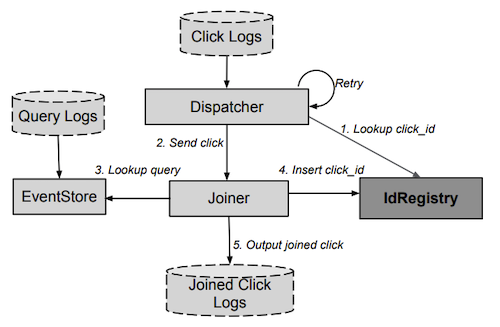 Click Logs
Retry
Dispatcher
Query Logs
1. Lookup click_id
2. Send click
3. Lookup query
4. Insert click_id
EventStore
Joiner
IdRegistry
5. Output joined click
Joined Click
Logs